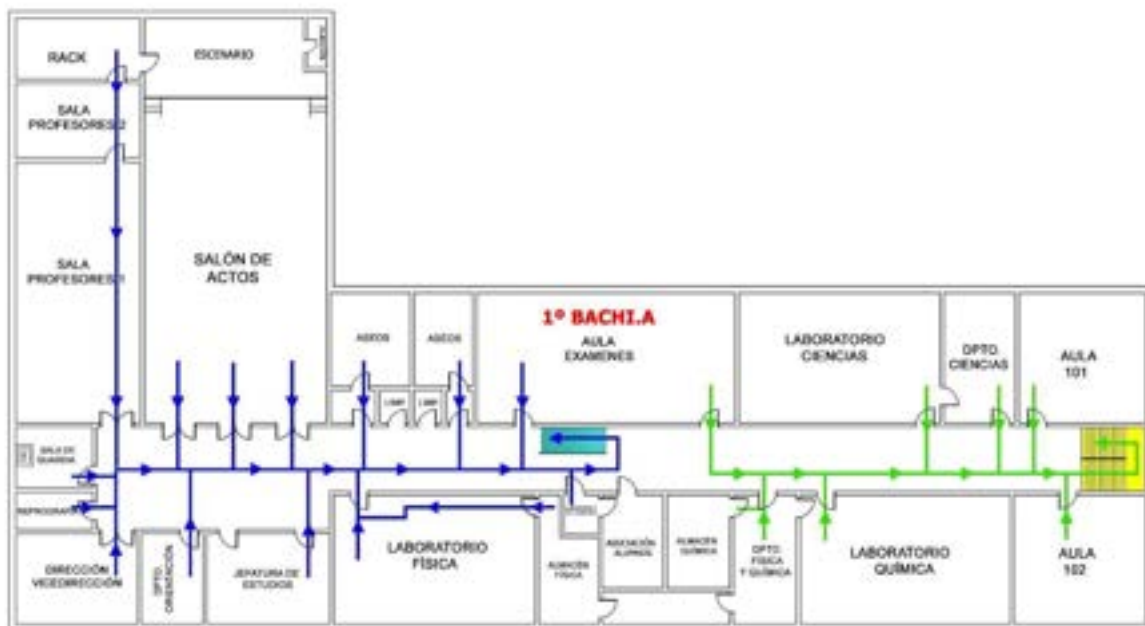 RACK
ESCENARIO
SALA
PROFESORES 2
SALA
PROFESORES 1
SALÓN DE
ACTOS
ASEOS
ASEOS
1º BACHI.A
AULA
EXAMENES
LABORATORIO
CIENCIAS
DPTO.
CIENCIAS
AULA
101
LIMP
LIMP
SALA DE
GUARDIA
REPROGRAFÍA
DIRECCIÓN
VICEDIRECCIÓN
DPTO.
ORIENTACIÓN
JEFATURA DE
ESTUDIOS
LABORATORIO
FÍSICA
ALMACÉN
FÍSICA
ASOCIACIÓN
ALUMNOS
ALMACÉN
QUÍMICA
DPTO.
FÍSICA
Y QUÍMICA
LABORATORIO
QUÍMICA
AULA
102